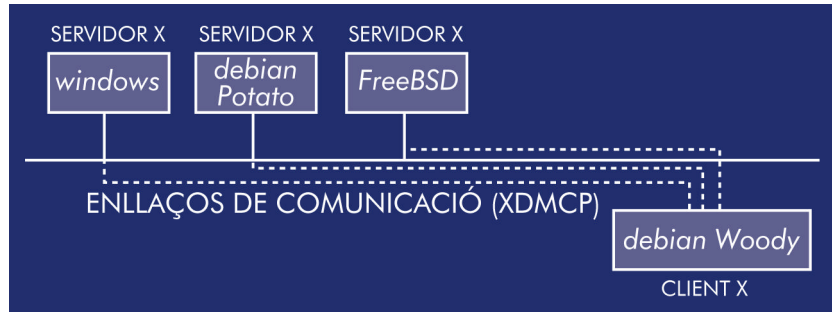 SERVIDOR X
SERVIDOR X
SERVIDOR X
windows
debian
Potato
FreeBSD
ENLLAÇOS DE COMUNICACIÓ (XDMCP)
debian Woody
CLIENT X